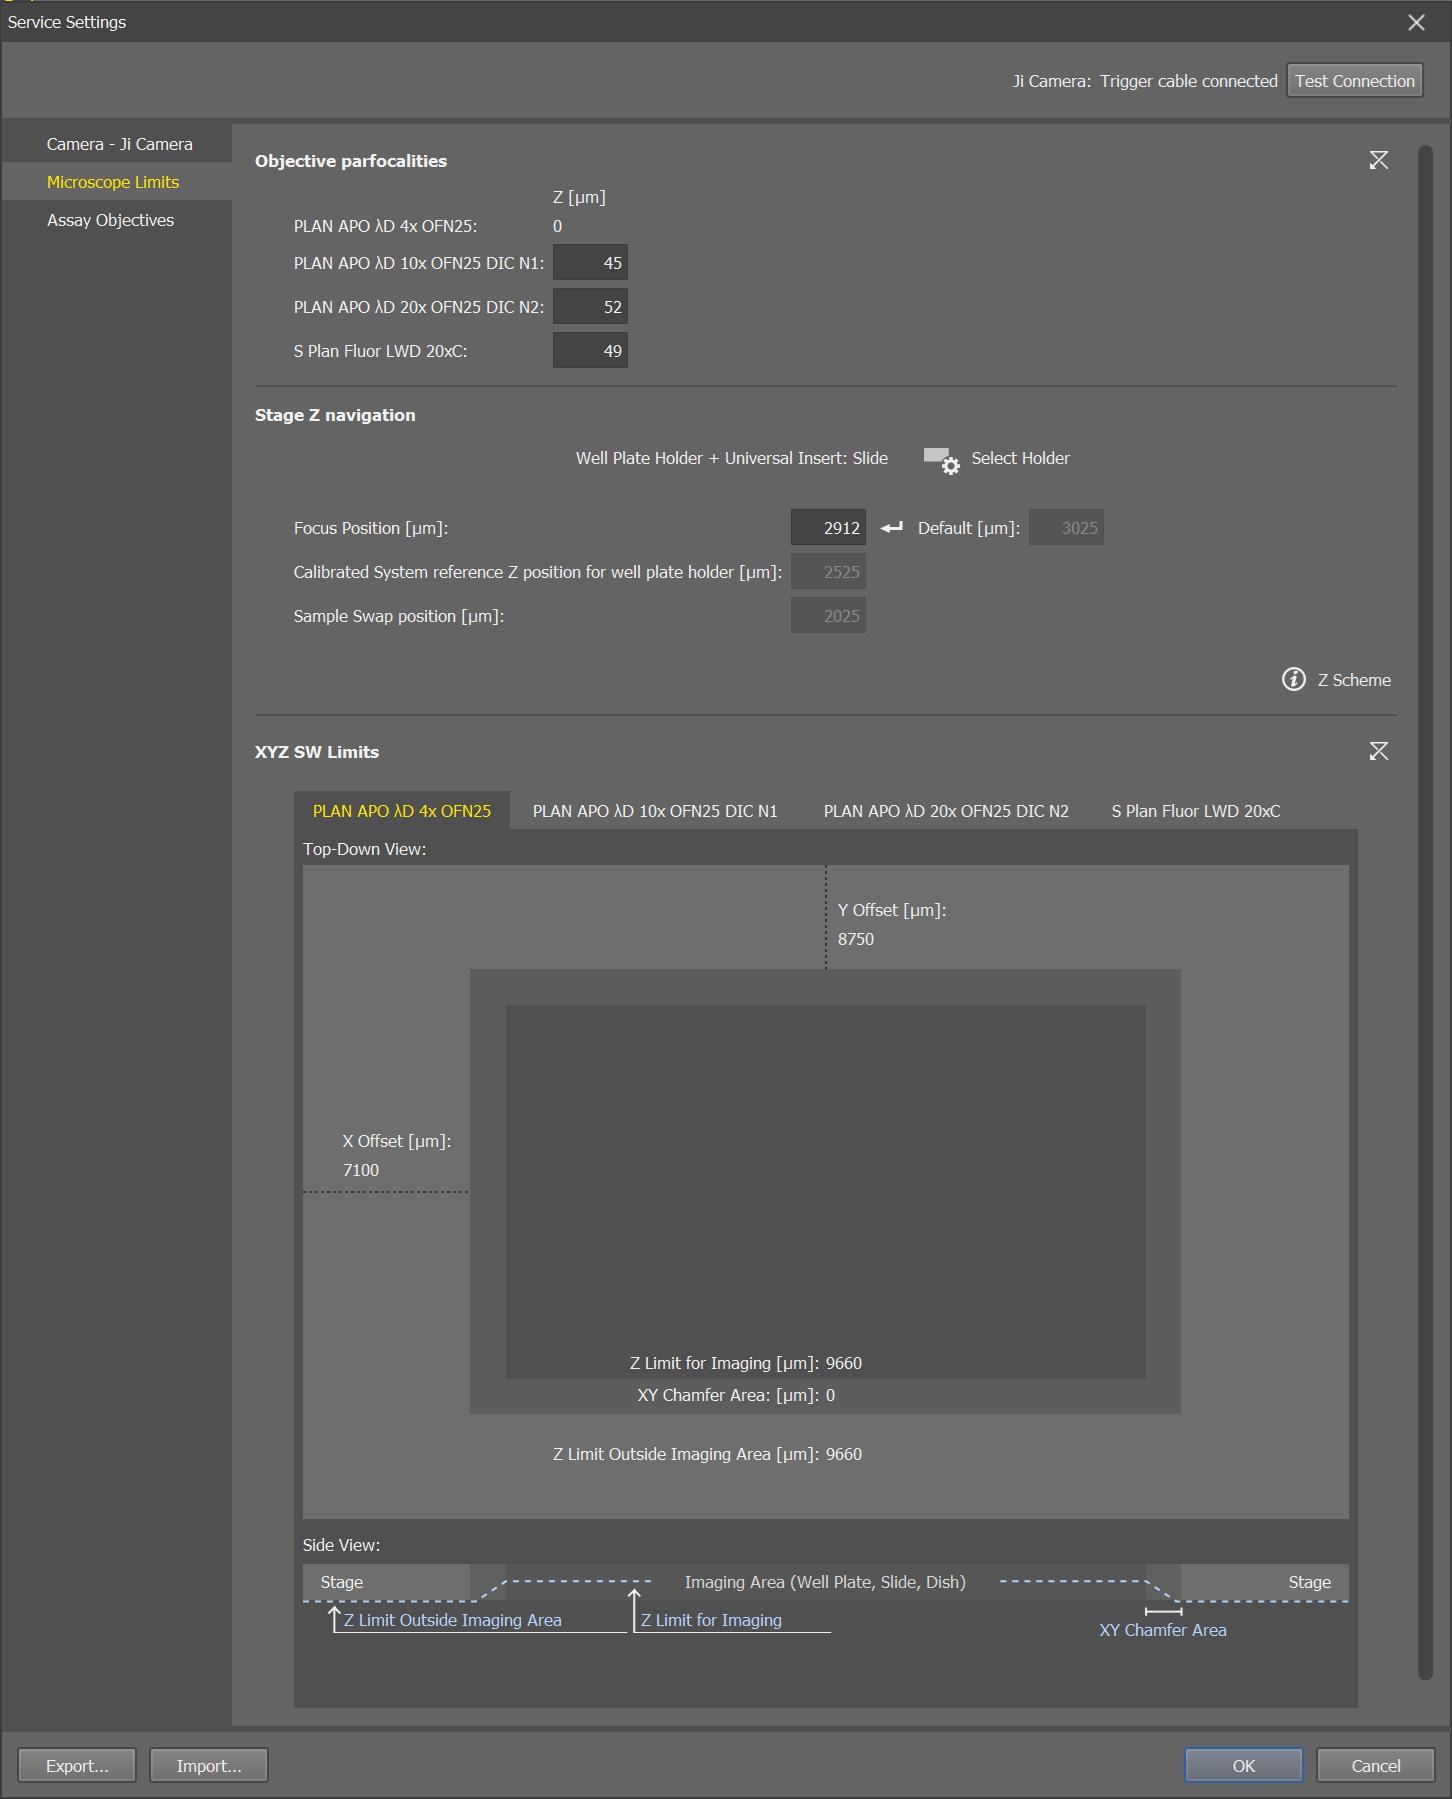 Service Settings
Ji Camera: Trigger cable connected Test Connection
Camera - Ji Camera
Microscope Limits
Assay Objectives
Objective parfocalities
Z [µm]
PLAN APO λD 4x OFN25: 0
PLAN APO λD 10x OFN25 DIC N1: 45
PLAN APO λD 20x OFN25 DIC N2: 52
S Plan Fluor LWD 20xC: 49
Stage Z navigation
Well Plate Holder + Universal Insert: Slide Select Holder
Focus Position [µm]: 2912 Default [µm]: 3025
Calibrated System reference Z position for well plate holder [µm]: 2525
Sample Swap position [µm]: 2025
Z Scheme
XYZ SW Limits
PLAN APO λD 4x OFN25 PLAN APO λD 10x OFN25 DIC N1 PLAN APO λD 20x OFN25 DIC N2 S Plan Fluor LWD 20xC
Top-Down View:
Y Offset [µm]:
8750
X Offset [µm]:
7100
Z Limit for Imaging [µm]: 9660
XY Chamfer Area: [µm]: 0
Z Limit Outside Imaging Area [µm]: 9660
Side View:
Stage Imaging Area (Well Plate, Slide, Dish) Stage
Z Limit Outside Imaging Area Z Limit for Imaging
XY Chamfer Area
Export... Import... OK Cancel